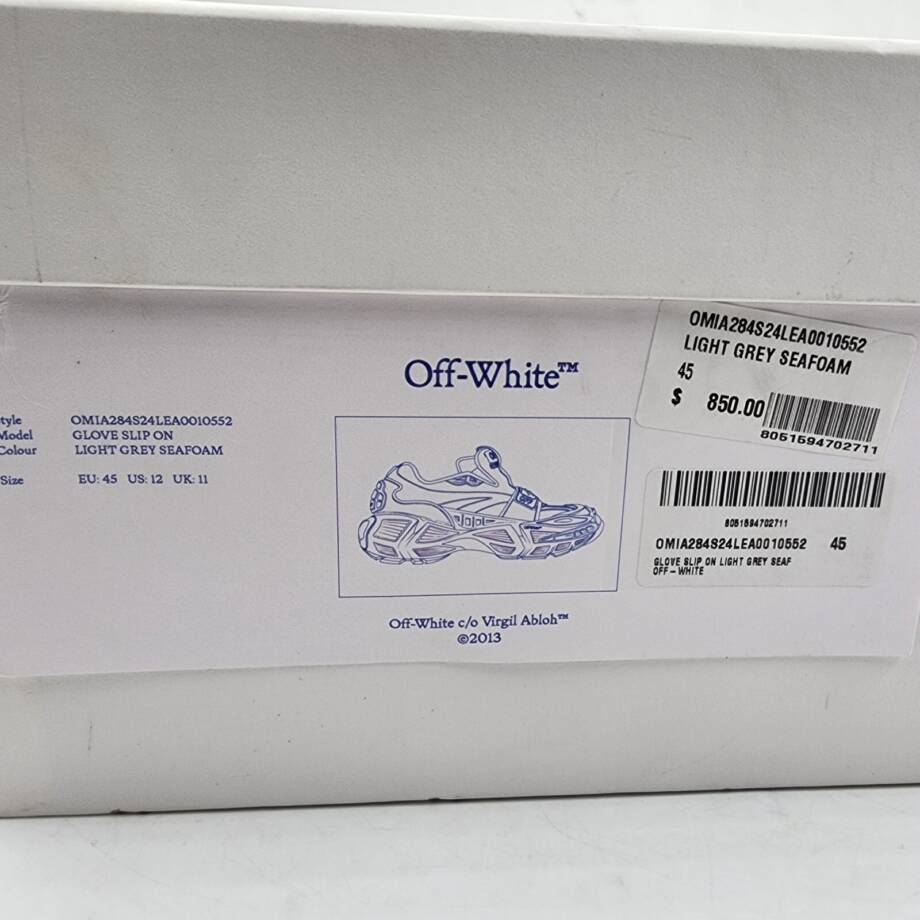 Off-White™
tyle OMIA284S24LEA0010552
Model GLOVE SLIP ON
Colour LIGHT GREY SEAFOAM
Size EU: 45 US: 12 UK: 11
Off-White c/o Virgil Abloh™
©2013
OMIA284S24LEA0010552
LIGHT GREY SEAFOAM
45
$ 850.00
8051594702711
8051594702711
OMIA284S24LEA0010552 45
GLOVE SLIP ON LIGHT GREY SEAF
OFF-WHITE